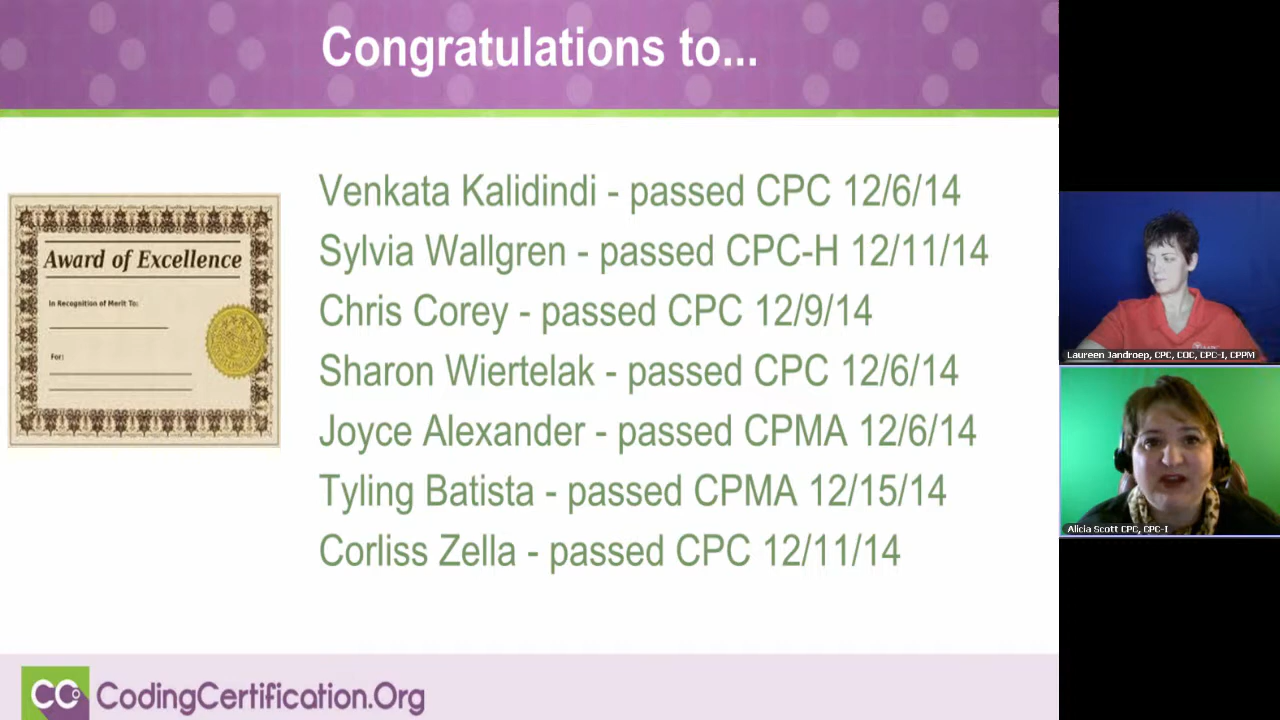 Congratulations to...
Award of Excellence
In Recognition of Merit To:
For:
Venkata Kalidindi - passed CPC 12/6/14
Sylvia Wallgren - passed CPC-H 12/11/14
Chris Corey - passed CPC 12/9/14
Sharon Wiertelak - passed CPC 12/6/14
Joyce Alexander - passed CPMA 12/6/14
Tyling Batista - passed CPMA 12/15/14
Corliss Zella - passed CPC 12/11/14
Laureen Jandroep, CPC, COC, CPC-I, CPPM
Alicia Scott CPC, CPC-I
CodingCertification.Org